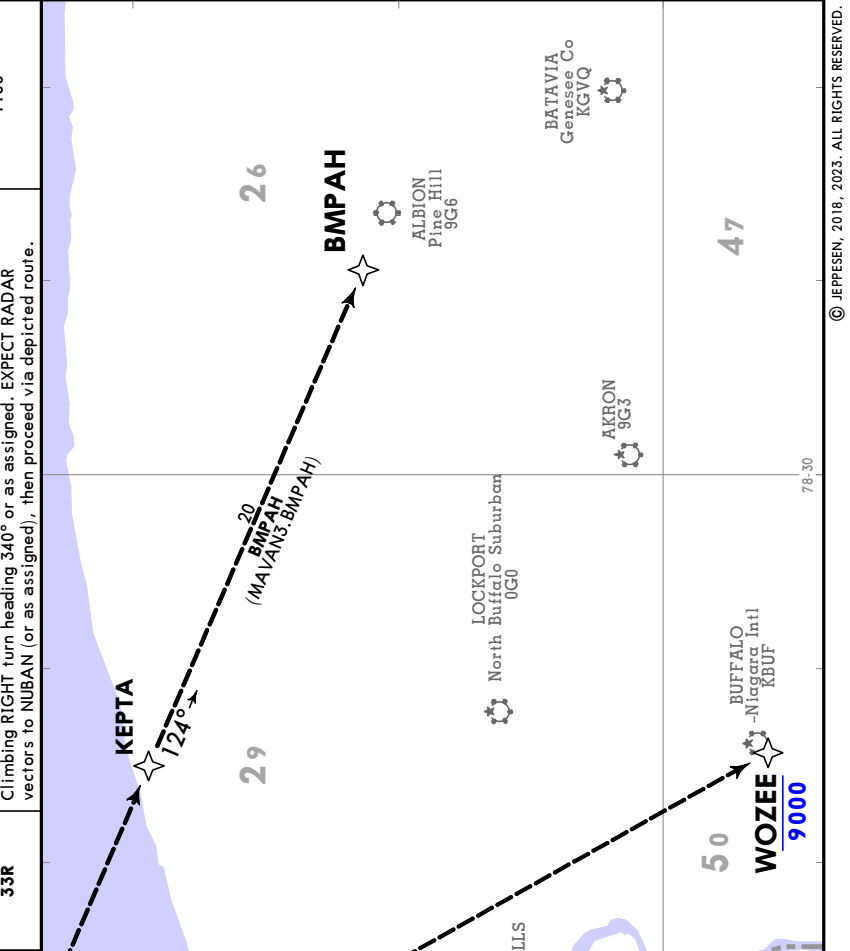 33R
Climbing RIGHT turn heading 340° or as assigned. EXPECT RADAR
vectors to NUBAN (or as assigned), then proceed via depicted route.
KEPTA
124°
20
BMPAH
(MAVAN3.BMPAH)
BMPAH
26
29
ALBION
Pine Hill
9G6
BATAVIA
Genesee Co
KGVQ
LOCKPORT
North Buffalo Suburban
0G0
AKRON
9G3
47
50
BUFFALO
-Niagara Intl
KBUF
WOZEE
9000
LLS
78-30
© JEPPESEN, 2018, 2023. ALL RIGHTS RESERVED.